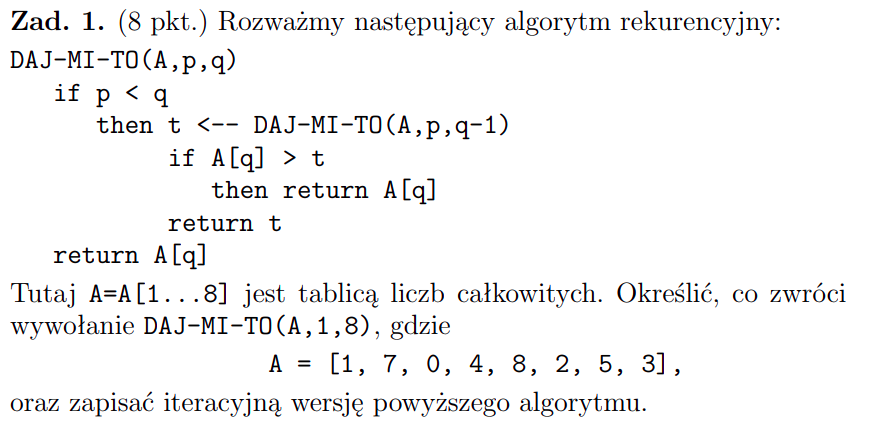 Zad. 1. (8 pkt.) Rozważmy następujący algorytm rekurencyjny:
DAJ-MI-TO(A,p,q)
if p < q
then t <-- DAJ-MI-TO(A,p,q-1)
if A[q] > t
then return A[q]
return t
return A[q]
Tutaj A=A[1...8] jest tablicą liczb całkowitych. Określić, co zwróci
wywołanie DAJ-MI-TO(A,1,8), gdzie
A = [1, 7, 0, 4, 8, 2, 5, 3],
oraz zapisać iteracyjną wersję powyższego algorytmu.